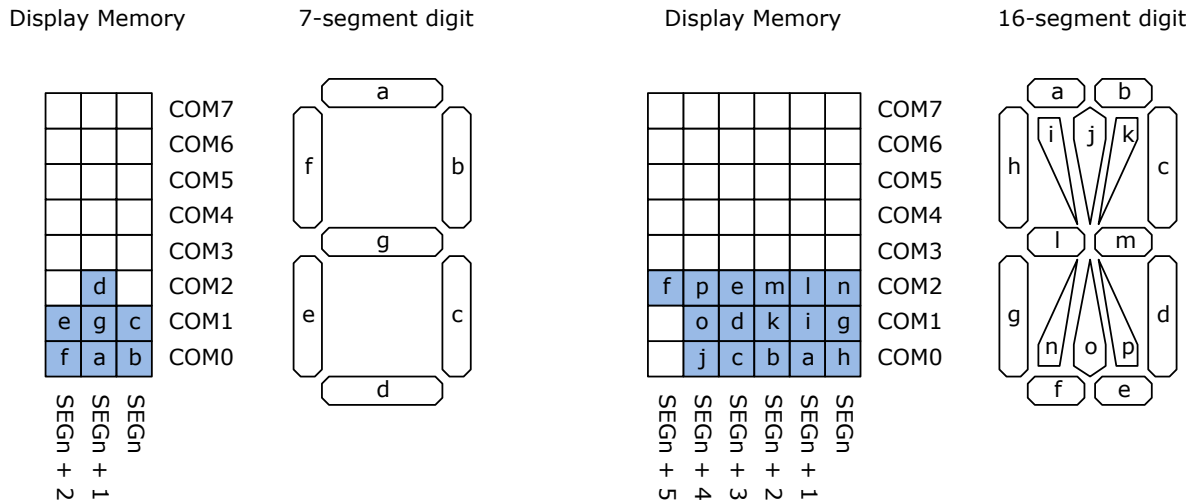 Display Memory 7-segment digit Display Memory 16-segment digit
a
f b
g
e c
d
COM7
COM6
COM5
COM4
COM3
d COM2
e g c COM1
f a b COM0
SEGn + 2
SEGn + 1
SEGn
COM7
COM6
COM5
COM4
COM3
f p e m l n COM2
o d k i g COM1
j c b a h COM0
SEGn + 5
SEGn + 4
SEGn + 3
SEGn + 2
SEGn + 1
SEGn
a b
i j k
h c
l m
g d
n o p
f e